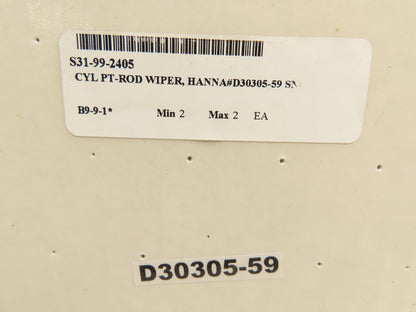 S31-99-2405
CYL PT-ROD WIPER, HANNA#D30305-59 SN
B9-9-1* Min 2 Max 2 EA
D30305-59